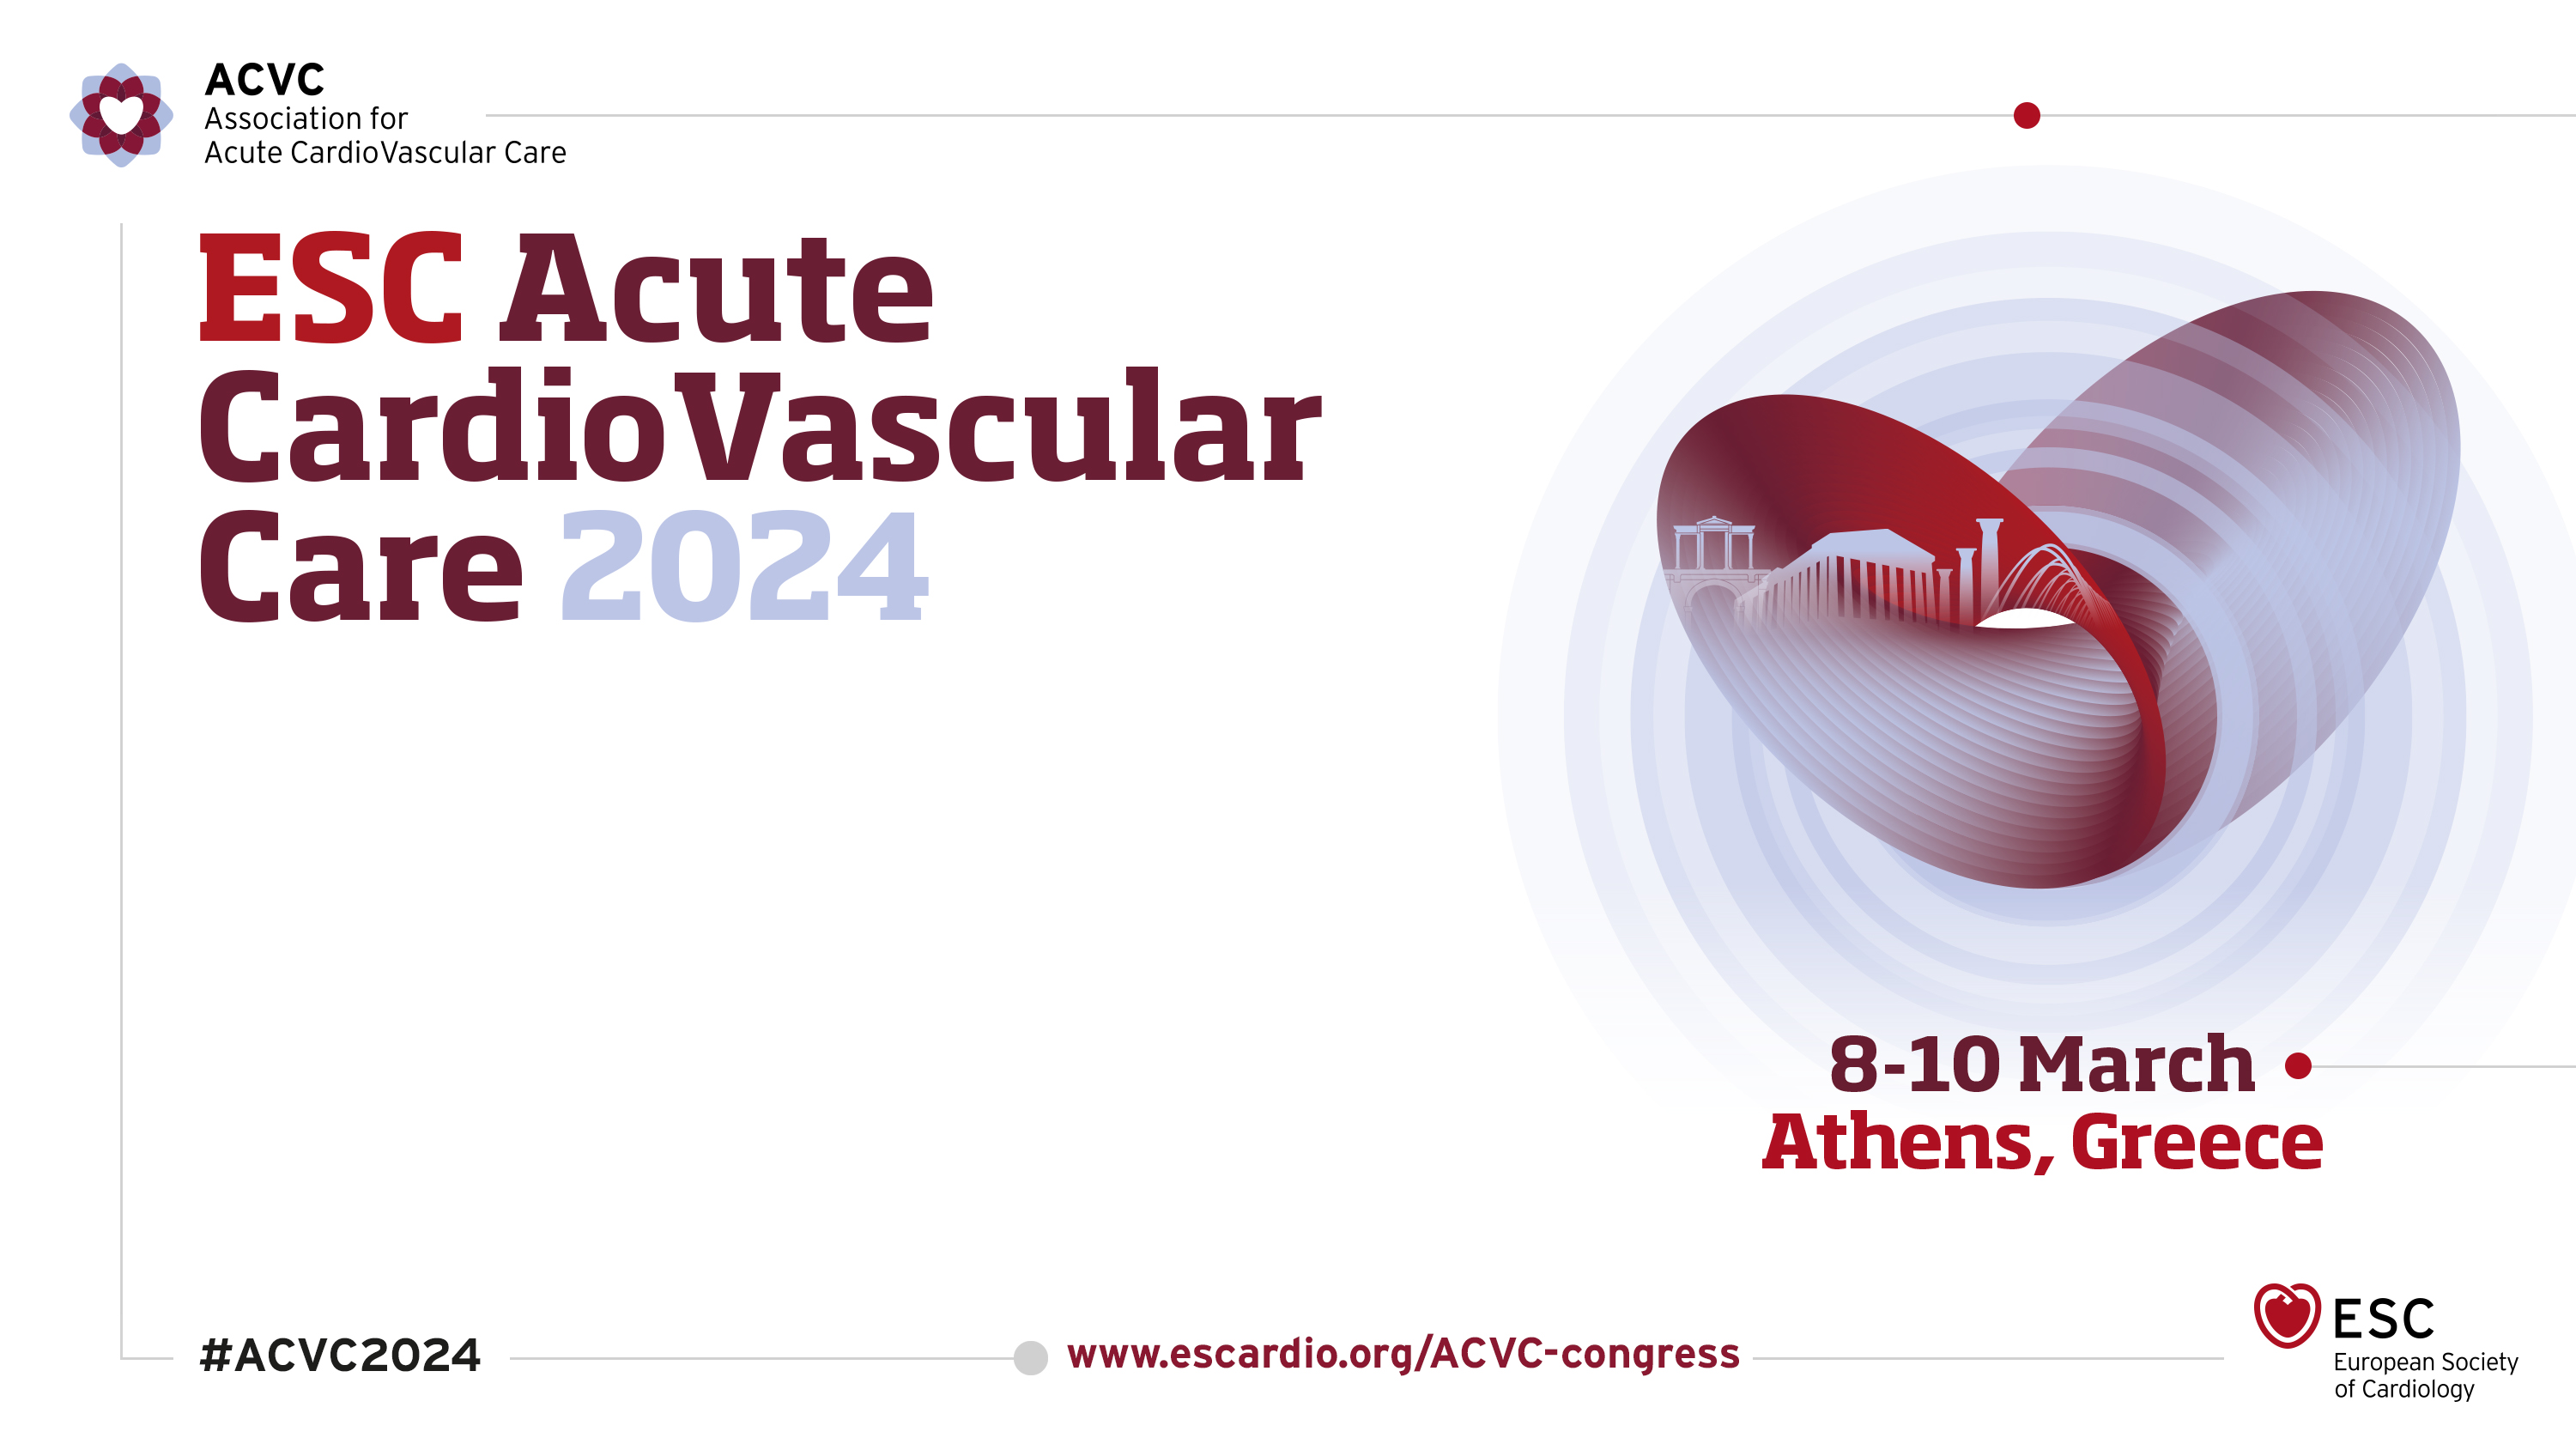 ACVC
Association for
Acute CardioVascular Care
ESC Acute
CardioVascular
Care 2024
8-10 March
Athens, Greece
#ACVC2024
www.escardio.org/ACVC-congress
ESC
European Society
of Cardiology